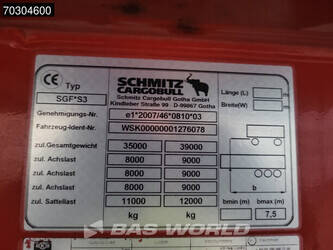 70304600
CE Typ
SGF*S3
SCHMITZ
CARGOBULL
Schmitz Cargobull Gotha GmbH
Kindleber Straße 99 D-99867 Gotha
Länge (L)
Breite(W)
Genehmigungs-Nr. e1*2007/46*0810*03
Fahrzeug-Ident-Nr. WSK00000001276078
zul. Gesamtgewicht 35000 39000
zul. Achslast 8000 9000
zul. Achslast 8000 9000
zul. Achslast 8000 9000
zul. Sattellast 11000 12000
kg kg
b
bmin (m) bmax (m)
7,5
BAS WORLD